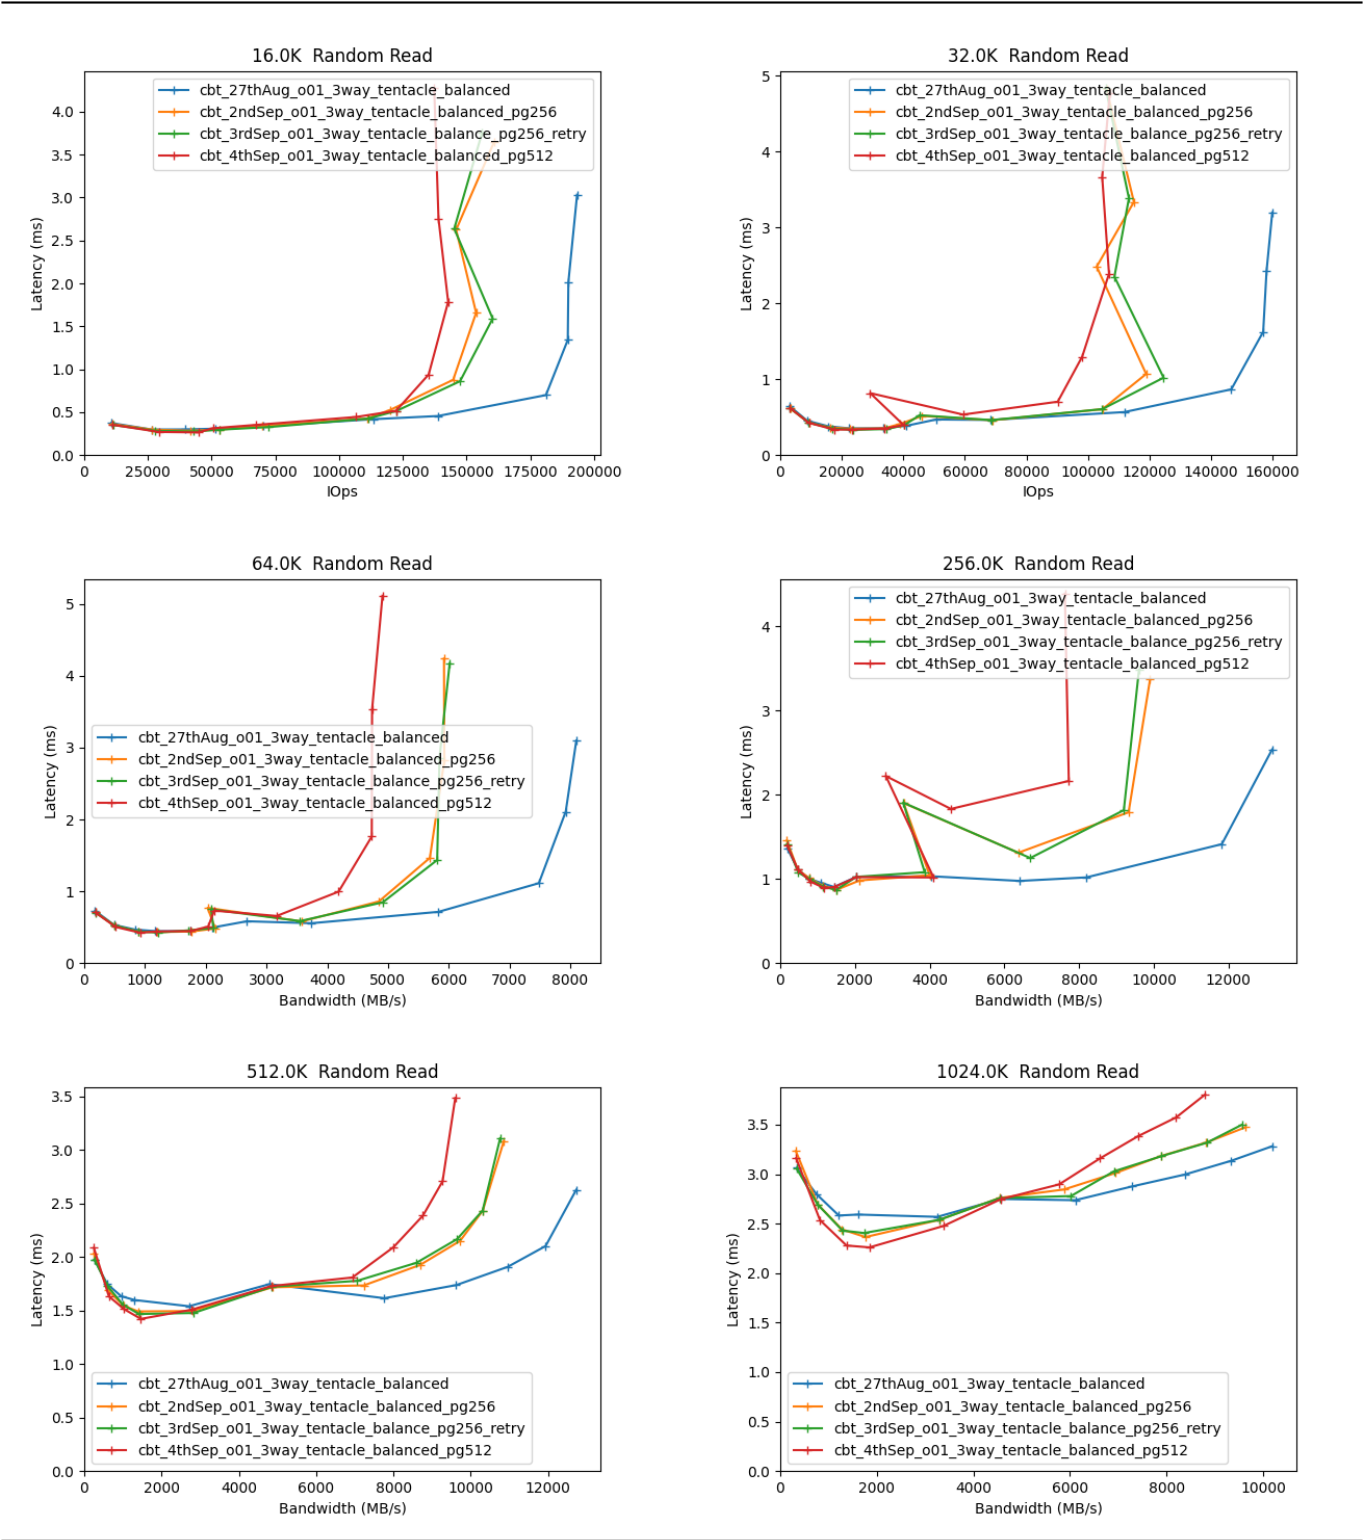 16.0K  Random Read
cbt_27thAug_o01_3way_tentacle_balanced
cbt_2ndSep_o01_3way_tentacle_balanced_pg256
cbt_3rdSep_o01_3way_tentacle_balance_pg256_retry
cbt_4thSep_o01_3way_tentacle_balanced_pg512
4.0
3.5
3.0
2.5
2.0
1.5
1.0
0.5
0.0
Latency (ms)
0 25000 50000 75000 100000 125000 150000 175000 200000
IOps
32.0K  Random Read
cbt_27thAug_o01_3way_tentacle_balanced
cbt_2ndSep_o01_3way_tentacle_balanced_pg256
cbt_3rdSep_o01_3way_tentacle_balance_pg256_retry
cbt_4thSep_o01_3way_tentacle_balanced_pg512
5
4
3
2
1
0
Latency (ms)
0 20000 40000 60000 80000 100000 120000 140000 160000
IOps
64.0K  Random Read
5
4
3
2
1
0
Latency (ms)
cbt_27thAug_o01_3way_tentacle_balanced
cbt_2ndSep_o01_3way_tentacle_balanced_pg256
cbt_3rdSep_o01_3way_tentacle_balance_pg256_retry
cbt_4thSep_o01_3way_tentacle_balanced_pg512
0 1000 2000 3000 4000 5000 6000 7000 8000
Bandwidth (MB/s)
256.0K  Random Read
cbt_27thAug_o01_3way_tentacle_balanced
cbt_2ndSep_o01_3way_tentacle_balanced_pg256
cbt_3rdSep_o01_3way_tentacle_balance_pg256_retry
cbt_4thSep_o01_3way_tentacle_balanced_pg512
4
3
2
1
0
Latency (ms)
0 2000 4000 6000 8000 10000 12000
Bandwidth (MB/s)
512.0K  Random Read
3.5
3.0
2.5
2.0
1.5
1.0
0.5
0.0
Latency (ms)
cbt_27thAug_o01_3way_tentacle_balanced
cbt_2ndSep_o01_3way_tentacle_balanced_pg256
cbt_3rdSep_o01_3way_tentacle_balance_pg256_retry
cbt_4thSep_o01_3way_tentacle_balanced_pg512
0 2000 4000 6000 8000 10000 12000
Bandwidth (MB/s)
1024.0K  Random Read
3.5
3.0
2.5
2.0
1.5
1.0
0.5
0.0
Latency (ms)
cbt_27thAug_o01_3way_tentacle_balanced
cbt_2ndSep_o01_3way_tentacle_balanced_pg256
cbt_3rdSep_o01_3way_tentacle_balance_pg256_retry
cbt_4thSep_o01_3way_tentacle_balanced_pg512
0 2000 4000 6000 8000 10000
Bandwidth (MB/s)